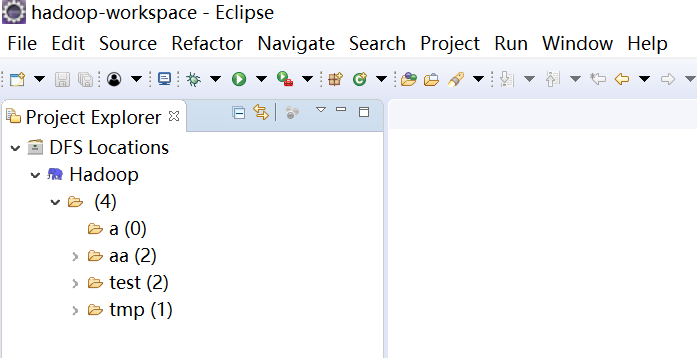 hadoop-workspace - Eclipse
File Edit Source Refactor Navigate Search Project Run Window Help
Project Explorer
DFS Locations
Hadoop
(4)
a (0)
aa (2)
test (2)
tmp (1)